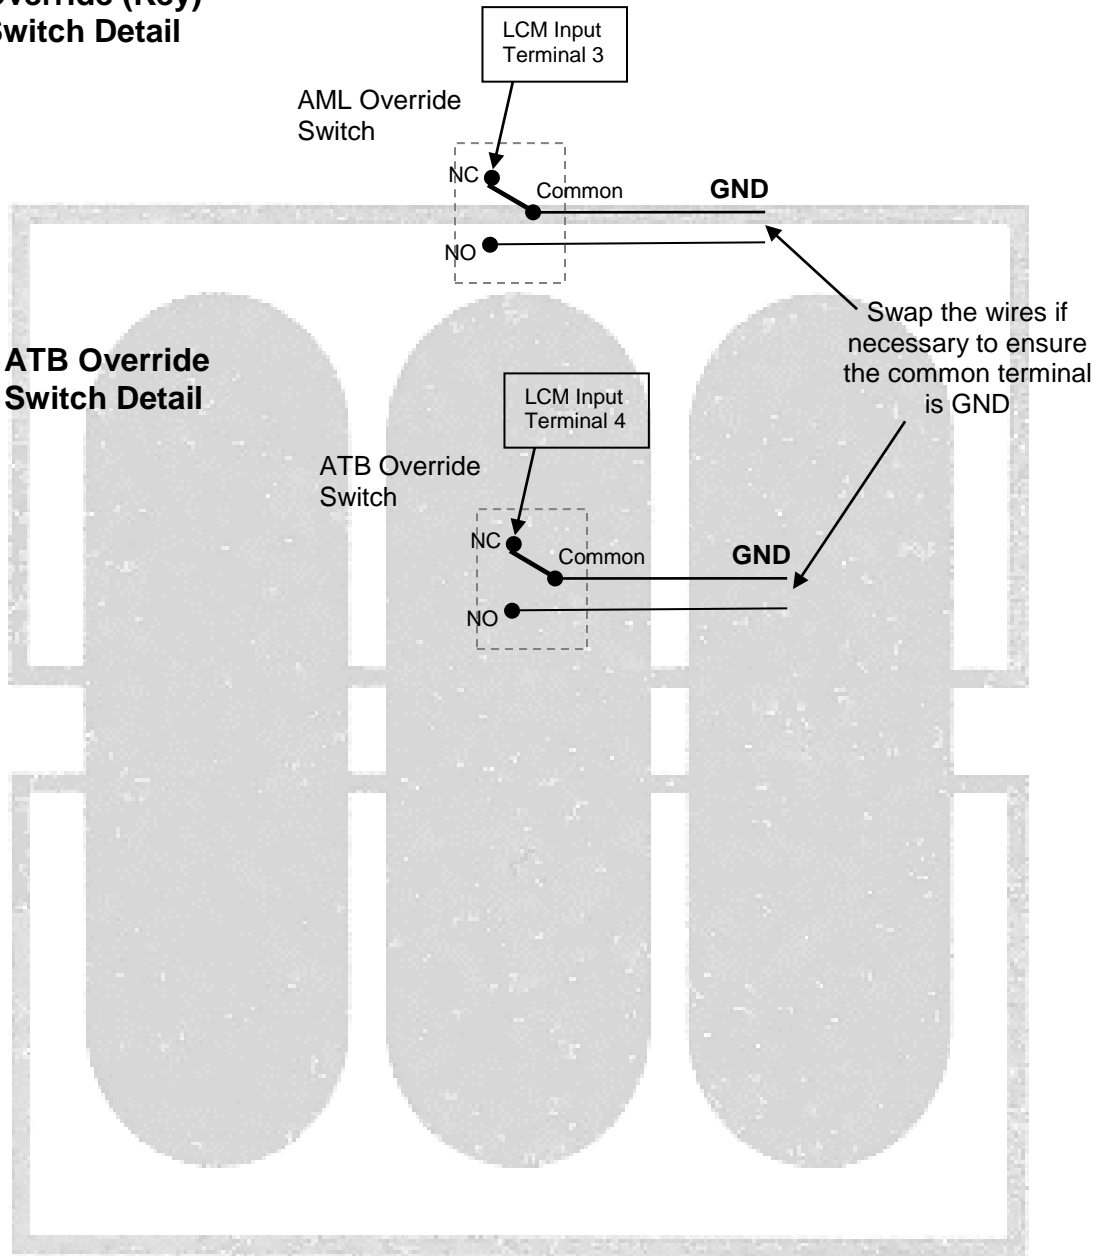 Switch Detail
LCM Input
Terminal 3
AML Override
Switch
NC
Common
GND
NO
Swap the wires if
necessary to ensure
the common terminal
is GND
ATB Override
Switch Detail
LCM Input
Terminal 4
ATB Override
Switch
NC
Common
GND
NO